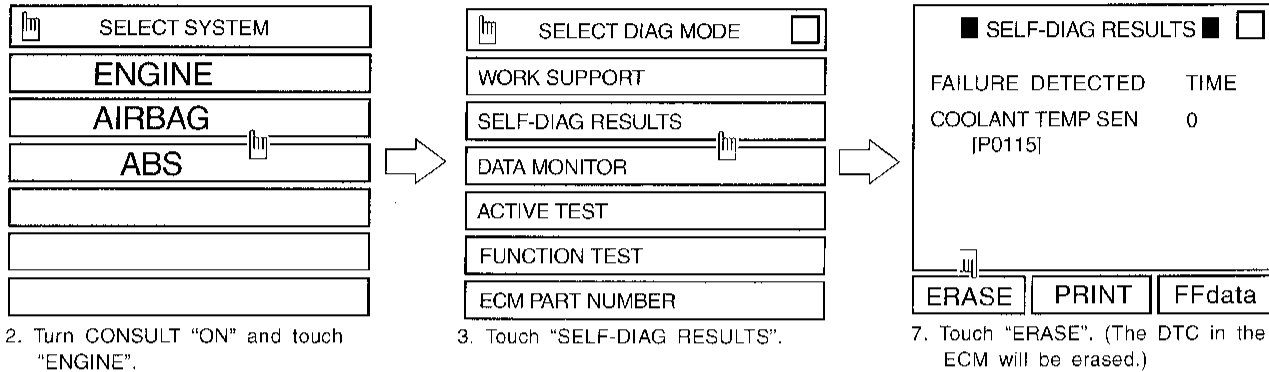 SELECT SYSTEM
ENGINE
AIRBAG
ABS
2. Turn CONSULT "ON" and touch
"ENGINE".
SELECT DIAG MODE
WORK SUPPORT
SELF-DIAG RESULTS
DATA MONITOR
ACTIVE TEST
FUNCTION TEST
ECM PART NUMBER
3. Touch "SELF-DIAG RESULTS".
SELF-DIAG RESULTS
FAILURE DETECTED TIME
COOLANT TEMP SEN 0
[P0115]
ERASE PRINT FFdata
7. Touch "ERASE". (The DTC in the
ECM will be erased.)